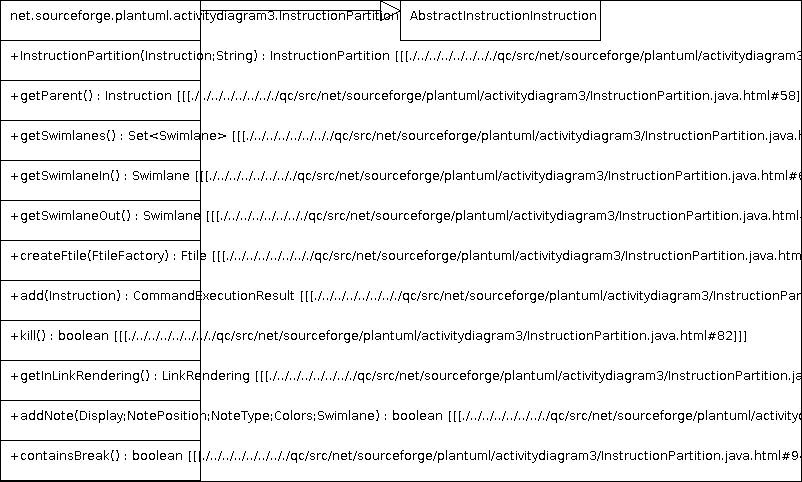 net.sourceforge.plantuml.activitydiagram3.InstructionPartition
AbstractInstructionInstruction
+InstructionPartition(Instruction;String) : InstructionPartition [[[./../../../../../../qc/src/net/sourceforge/plantuml/activitydiagram3
+getParent() : Instruction [[[./../../../../../../qc/src/net/sourceforge/plantuml/activitydiagram3/InstructionPartition.java.html#58]
+getSwimlanes() : Set<Swimlane> [[[./../../../../../../qc/src/net/sourceforge/plantuml/activitydiagram3/InstructionPartition.java.h
+getSwimlaneIn() : Swimlane [[[./../../../../../../qc/src/net/sourceforge/plantuml/activitydiagram3/InstructionPartition.java.html#6
+getSwimlaneOut() : Swimlane [[[./../../../../../../qc/src/net/sourceforge/plantuml/activitydiagram3/InstructionPartition.java.html
+createFtile(FtileFactory) : Ftile [[[./../../../../../../qc/src/net/sourceforge/plantuml/activitydiagram3/InstructionPartition.java.htm
+add(Instruction) : CommandExecutionResult [[[./../../../../../../qc/src/net/sourceforge/plantuml/activitydiagram3/InstructionPar
+kill() : boolean [[[./../../../../../../qc/src/net/sourceforge/plantuml/activitydiagram3/InstructionPartition.java.html#82]]]
+getInLinkRendering() : LinkRendering [[[./../../../../../../qc/src/net/sourceforge/plantuml/activitydiagram3/InstructionPartition.ja
+addNote(Display;NotePosition;NoteType;Colors;Swimlane) : boolean [[[./../../../../../../qc/src/net/sourceforge/plantuml/activityd
+containsBreak() : boolean [[[./../../../../../../qc/src/net/sourceforge/plantuml/activitydiagram3/InstructionPartition.java.html#9